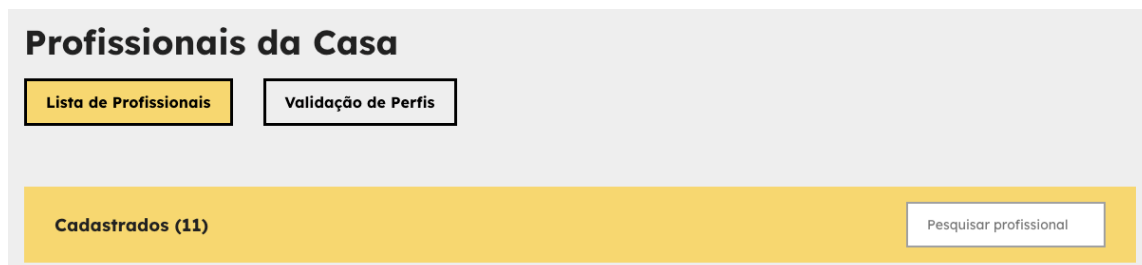 Profissionais da Casa
Lista de Profissionais
Validação de Perfis
Cadastrados (11)
Pesquisar profissional